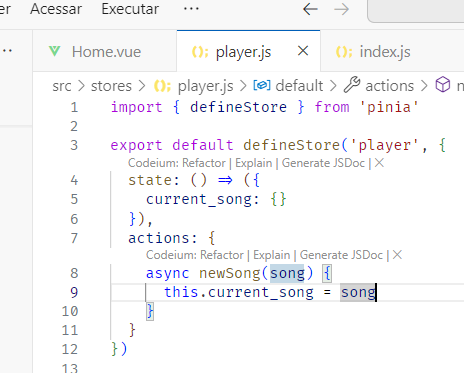 er Acessar Executar ···
··· Home.vue player.js × index.js
src > stores > player.js > default > actions >
1 import { defineStore } from 'pinia'
2
3 export default defineStore('player', {
Codeium: Refactor | Explain | Generate JSDoc | ×
4 state: () => ({
5 current_song: {}
6 }),
7 actions: {
Codeium: Refactor | Explain | Generate JSDoc | ×
8 async newSong(song) {
9 this.current_song = song
10 }
11 }
12 })
13